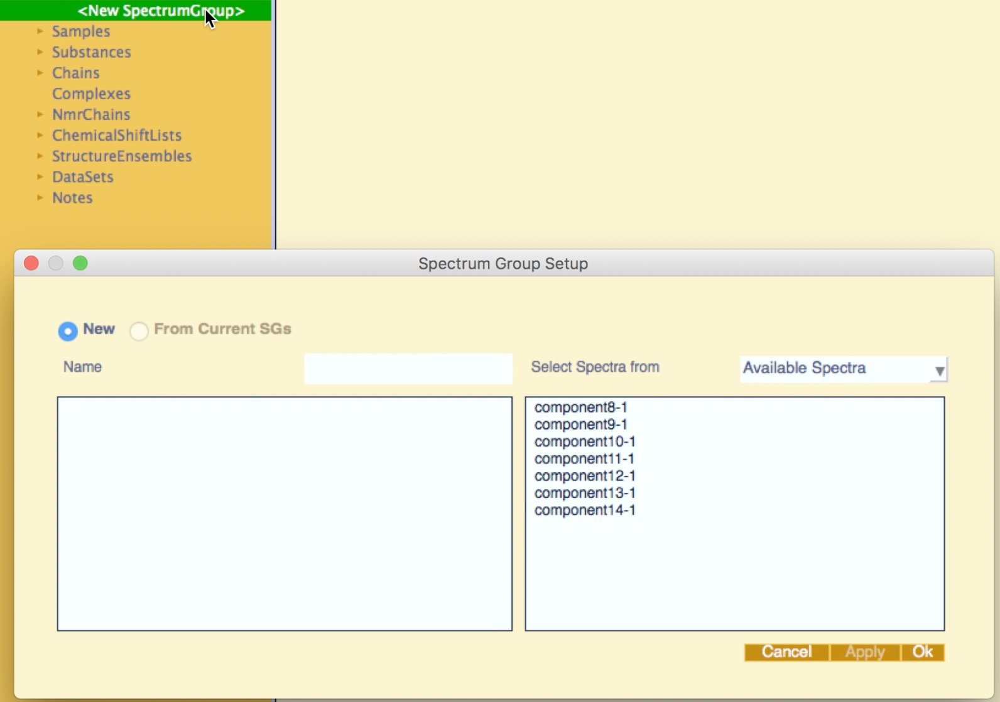 <New SpectrumGroup>
Samples
Substances
Chains
Complexes
NmrChains
ChemicalShiftLists
StructureEnsembles
DataSets
Notes
Spectrum Group Setup
New From Current SGs
Name Select Spectra from Available Spectra
component8-1
component9-1
component10-1
component11-1
component12-1
component13-1
component14-1
Cancel Apply Ok